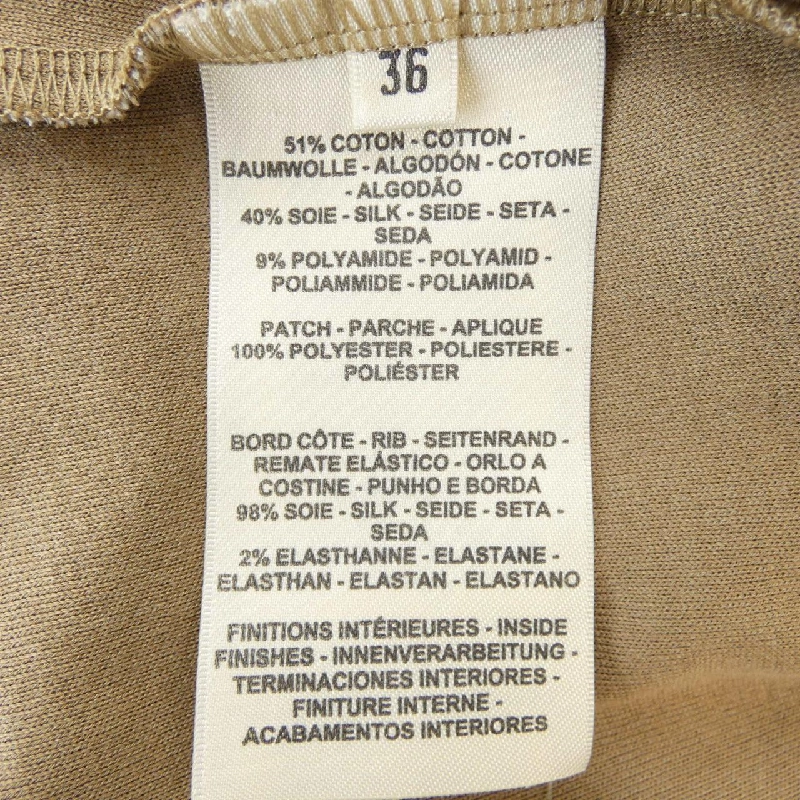 36
51% COTON - COTTON -
BAUMWOLLE - ALGODÓN - COTONE
- ALGODÃO
40% SOIE - SILK - SEIDE - SETA -
SEDA
9% POLYAMIDE - POLYAMID -
POLIAMMIDE - POLIAMIDA
PATCH - PARCHE - APLIQUE
100% POLYESTER - POLIESTERE -
POLIÉSTER
BORD CÔTE - RIB - SEITENRAND -
REMATE ELÁSTICO - ORLO A
COSTINE - PUNHO E BORDA
98% SOIE - SILK - SEIDE - SETA -
SEDA
2% ELASTHANNE - ELASTANE -
ELASTHAN - ELASTAN - ELASTANO
FINITIONS INTÉRIEURES - INSIDE
FINISHES - INNENVERARBEITUNG -
TERMINACIONES INTERIORES -
FINITURE INTERNE -
ACABAMENTOS INTERIORES